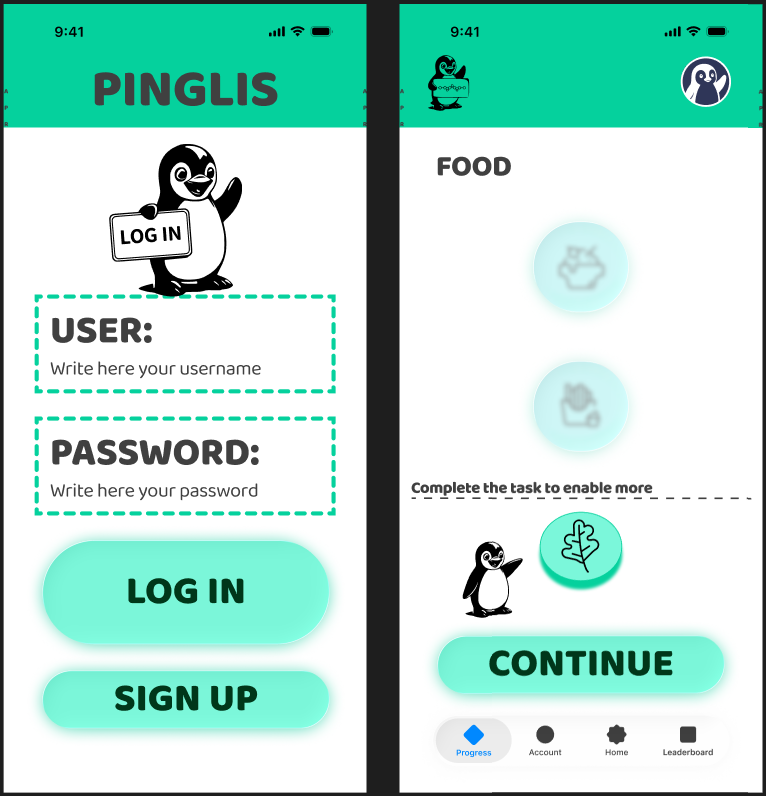 9:41
PINGLIS
LOG IN
USER:
Write here your username
PASSWORD:
Write here your password
LOG IN
SIGN UP
9:41
FOOD
Complete the task to enable more
CONTINUE
Progress
Account
Home
Leaderboard